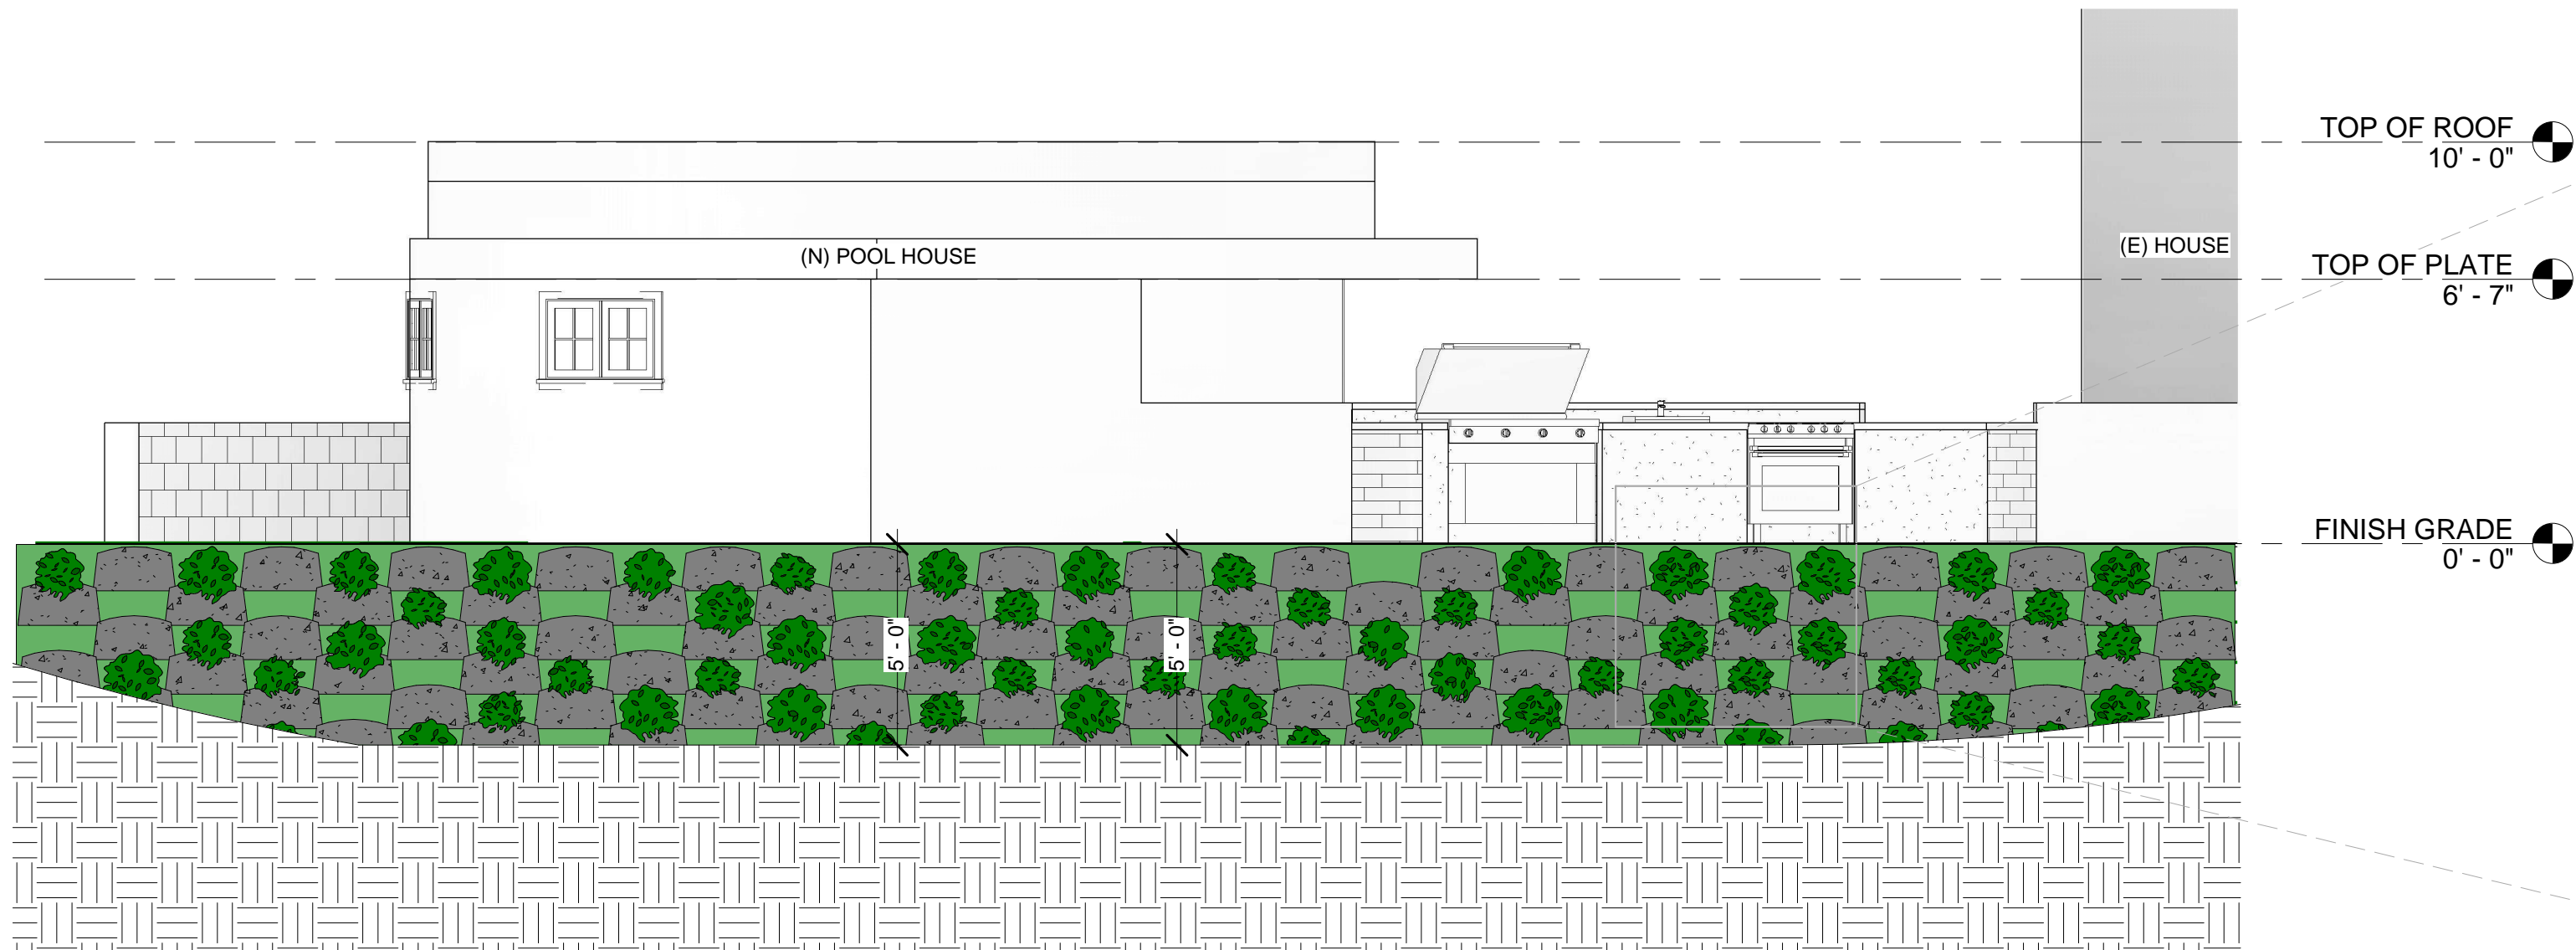 TOP OF ROOF
10' - 0"
(N) POOL HOUSE
(E) HOUSE
TOP OF PLATE
6' - 7"
FINISH GRADE
0' - 0"
5' - 0"
5' - 0"